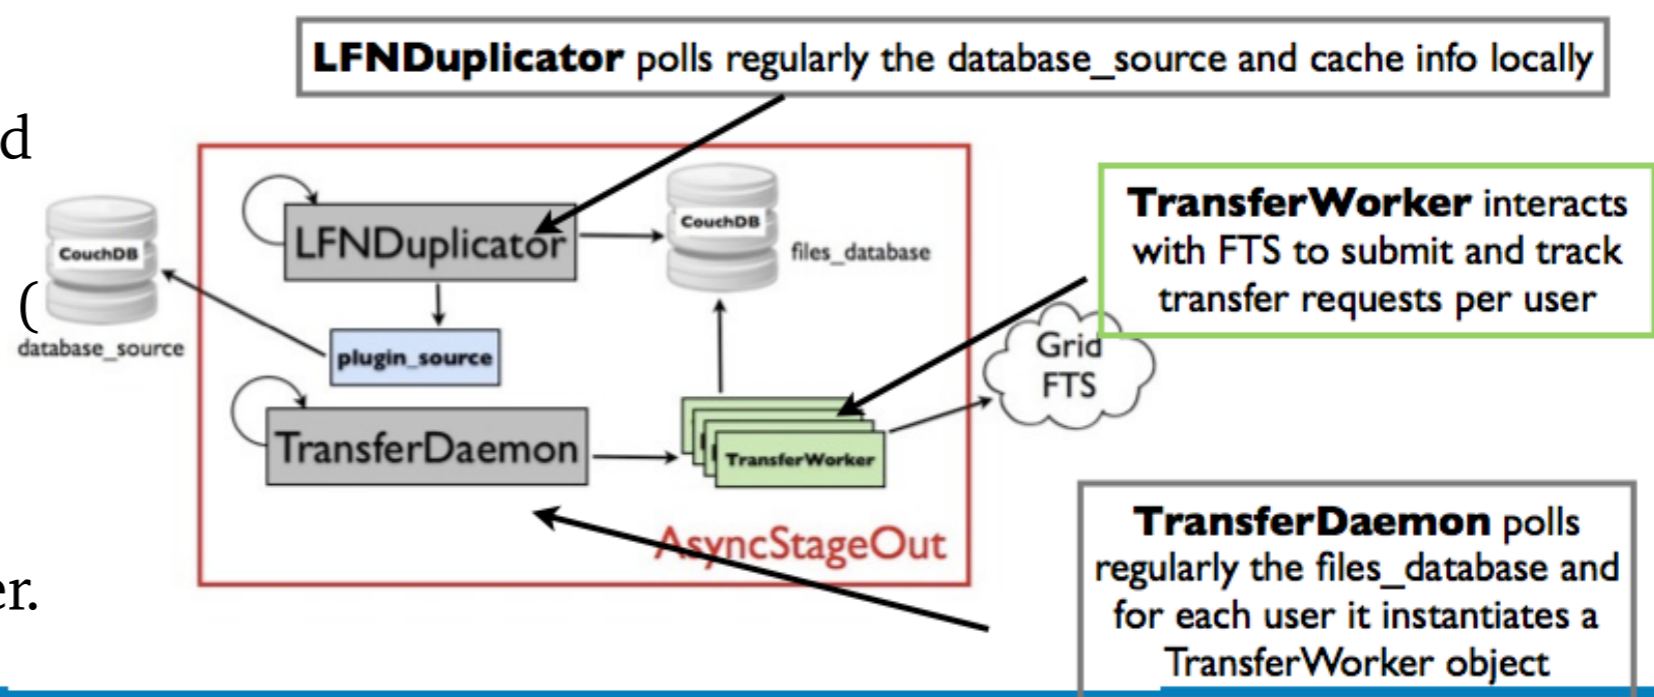 LFNDuplicator polls regularly the database_source and cache info locally
d
(
er.
CouchDB
database_source
LFNDuplicator
plugin_source
TransferDaemon
CouchDB
files_database
TransferWorker
AsyncStageOut
Grid
FTS
TransferWorker interacts
with FTS to submit and track
transfer requests per user
TransferDaemon polls
regularly the files_database and
for each user it instantiates a
TransferWorker object